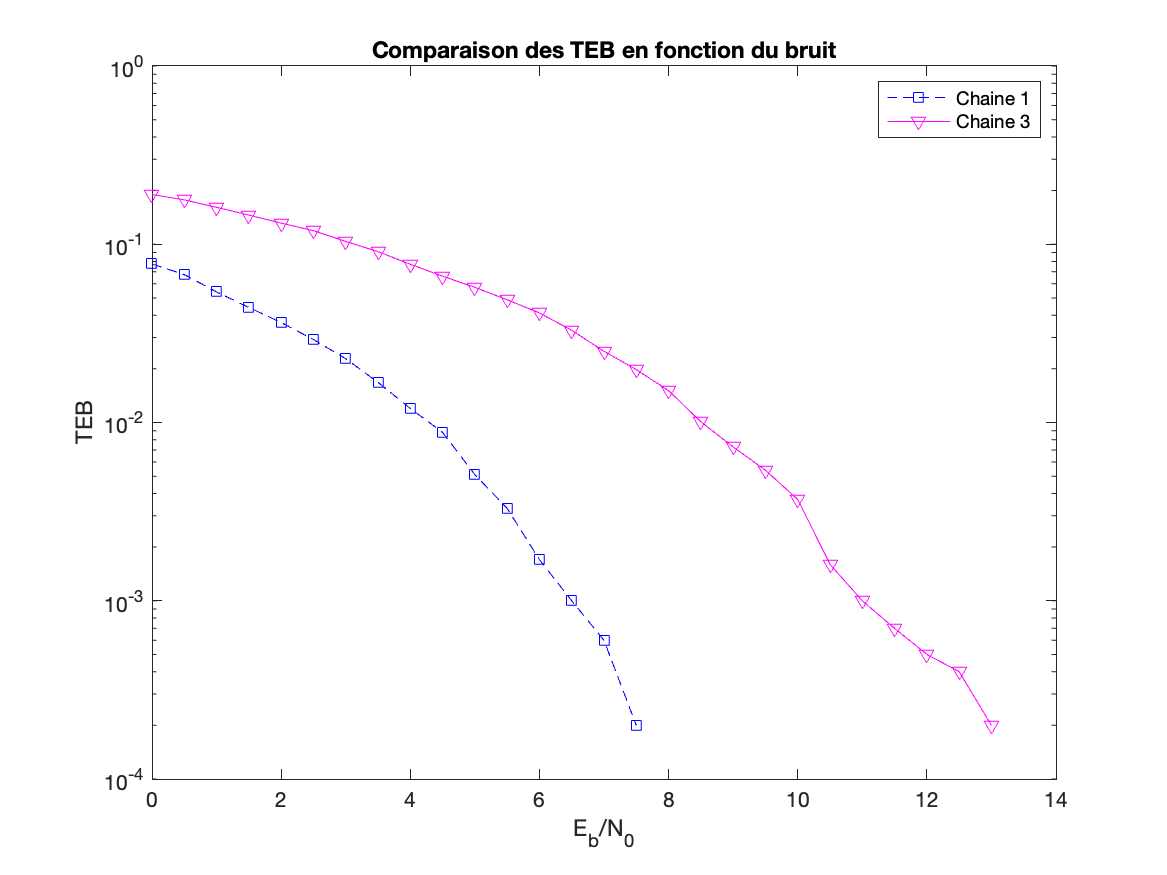 Comparaison des TEB en fonction du bruit
10^0
10^-1
10^-2
10^-3
10^-4
TEB
Chaine 1
Chaine 3
0 2 4 6 8 10 12 14
E_b/N_0